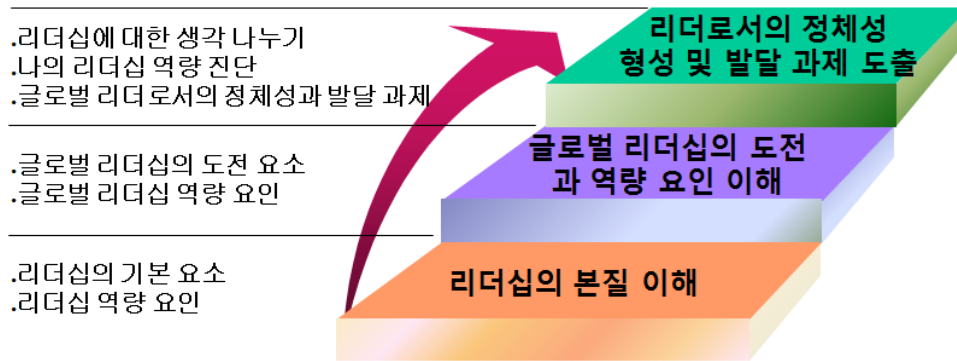 .리더십에 대한 생각 나누기
.나의 리더십 역량 진단
.글로벌 리더로서의 정체성과 발달 과제
리더로서의 정체성
형성 및 발달 과제 도출
.글로벌 리더십의 도전 요소
.글로벌 리더십 역량 요인
글로벌 리더십의 도전
과 역량 요인 이해
.리더십의 기본 요소
.리더십 역량 요인
리더십의 본질 이해